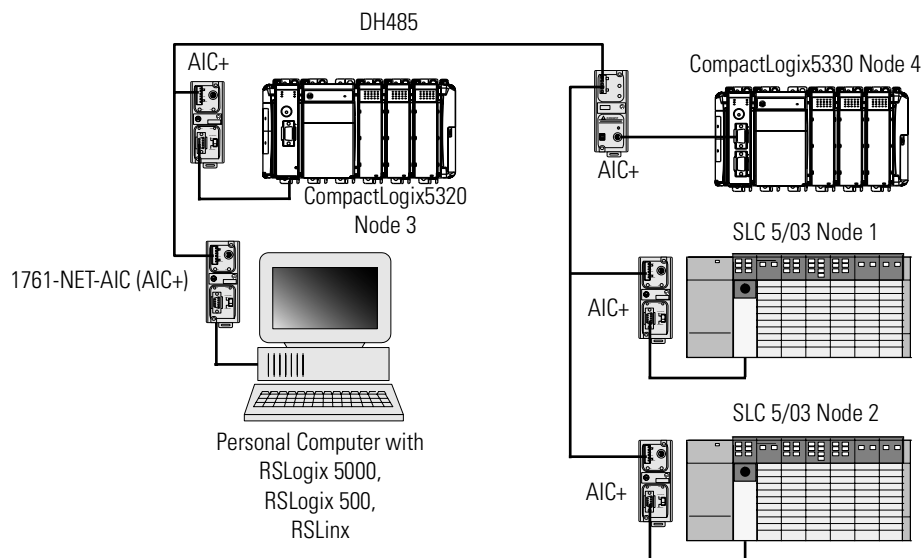 DH485
AIC+
CompactLogix5330 Node 4
CompactLogix5320
Node 3
AIC+
SLC 5/03 Node 1
1761-NET-AIC (AIC+)
AIC+
SLC 5/03 Node 2
Personal Computer with
RSLogix 5000,
RSLogix 500,
RSLinx
AIC+